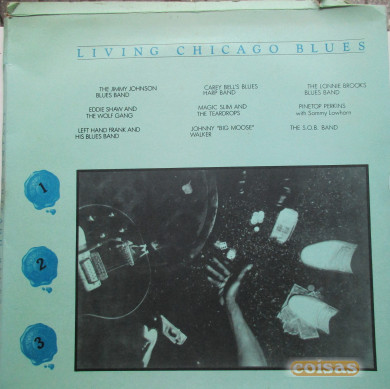 LIVING CHICAGO BLUES
THE JIMMY JOHNSON
BLUES BAND
CAREY BELL'S BLUES
HARP BAND
THE LONNIE BROOKS
BLUES BAND
EDDIE SHAW AND
THE WOLF GANG
MAGIC SLIM AND
THE TEARDROPS
PINETOP PERKINS
with Sammy Lawhorn
LEFT HAND FRANK AND
HIS BLUES BAND
JOHNNY "BIG MOOSE"
WALKER
THE S.O.B. BAND
1
2
3
coisas